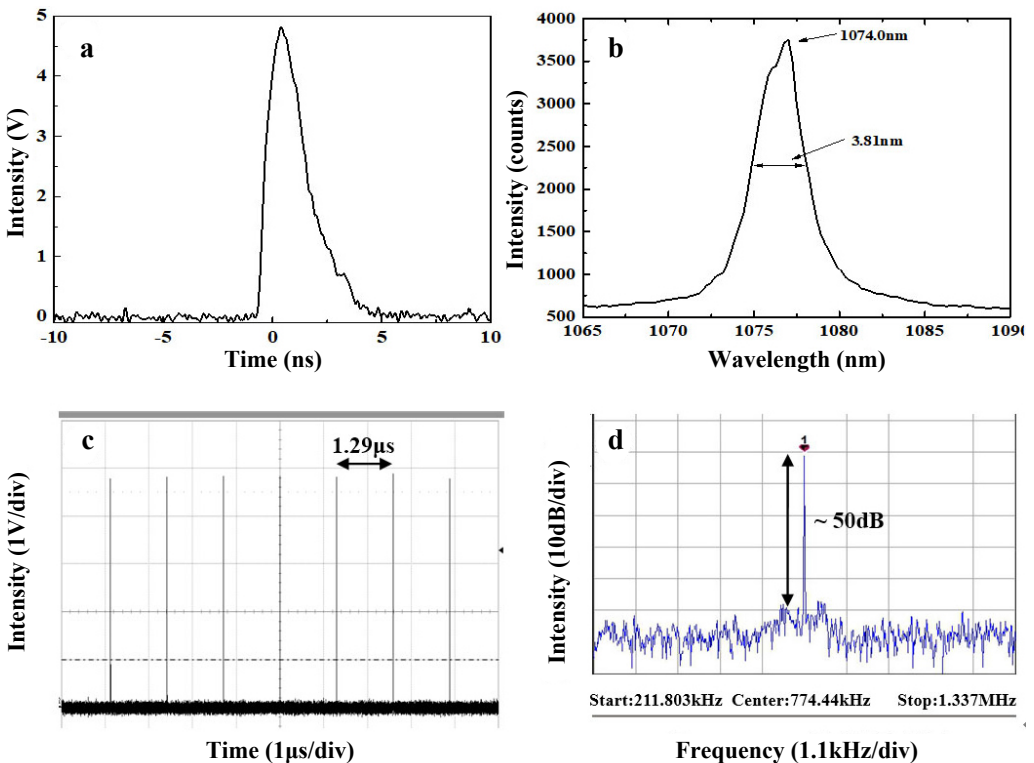 a
5
4
3
2
1
0
Intensity (V)
-10
-5
0
5
10
Time (ns)
b
4000
3500
3000
2500
2000
1500
1000
500
Intensity (counts)
1074.0nm
3.81nm
1065
1070
1075
1080
1085
1090
Wavelength (nm)
c
1.29μs
Intensity (1V/div)
Time (1μs/div)
d
1
~ 50dB
Intensity (10dB/div)
Start:211.803kHz Center:774.44kHz Stop:1.337MHz
Frequency (1.1kHz/div)